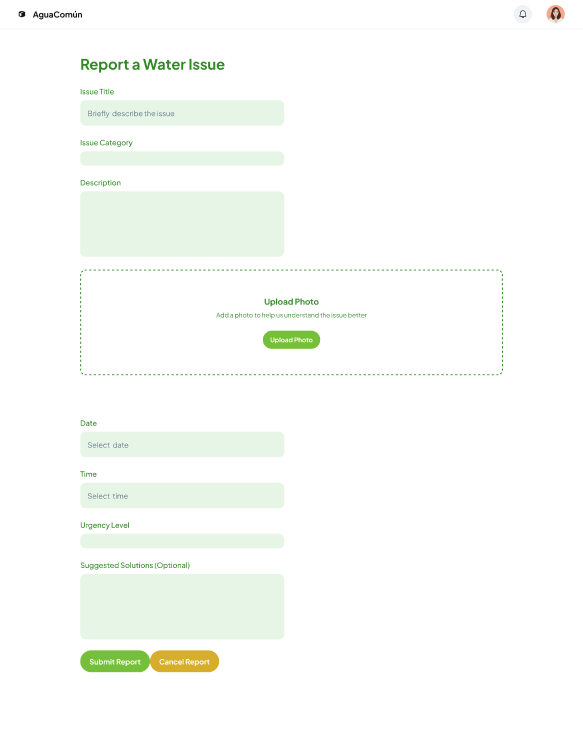 AguaComún
Report a Water Issue
Issue Title
Briefly describe the issue
Issue Category
Description
Upload Photo
Add a photo to help us understand the issue better
Upload Photo
Date
Select date
Time
Select time
Urgency Level
Suggested Solutions (Optional)
Submit Report
Cancel Report